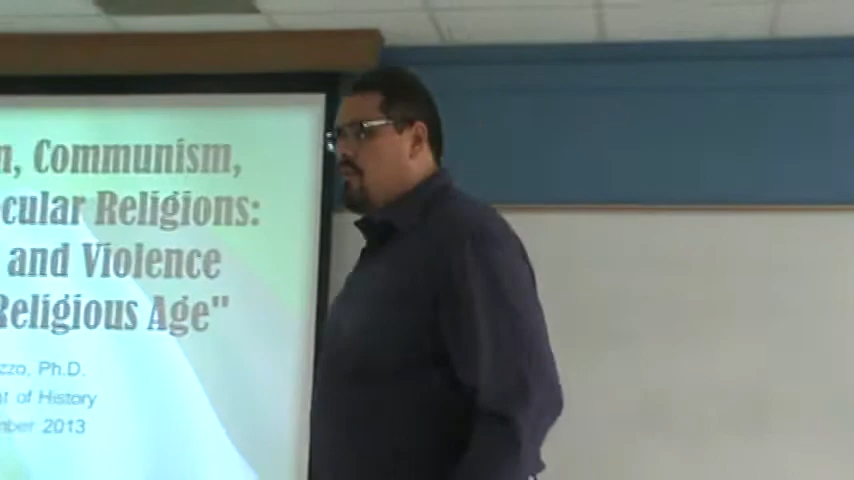 n, Communism,
cular Religions:
and Violence
Religious Age"
zzo, Ph.D.
t of History
mber 2013